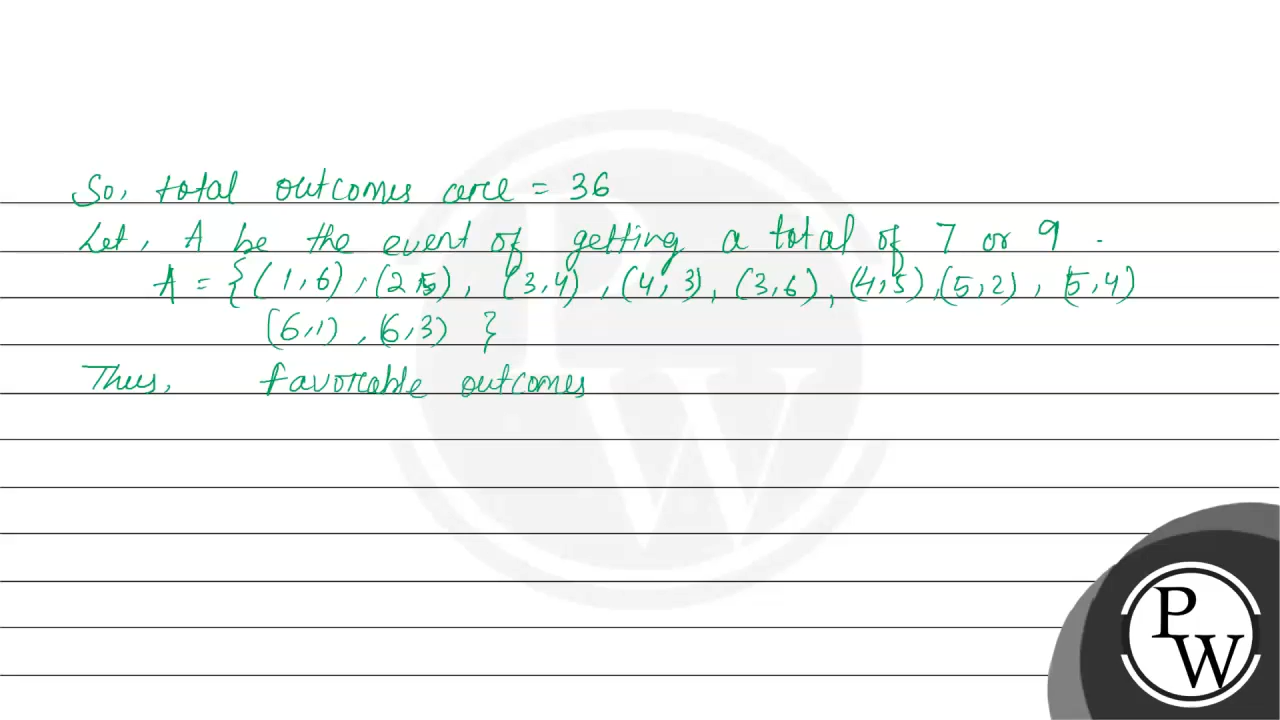 So, total outcomes are = 36
Let, A be the event of getting a total of 7 or 9.
A = {(1,6), (2,5), (3,4), (4,3), (3,6), (4,5), (5,2), (5,4)
(6,1), (6,3) }
Thus, favorable outcomes
PW
PW